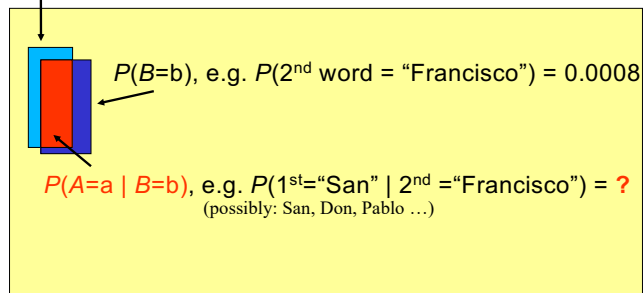 P(B=b), e.g. P(2nd word = “Francisco”) = 0.0008
P(A=a | B=b), e.g. P(1st=“San” | 2nd =“Francisco”) = ?
(possibly: San, Don, Pablo …)